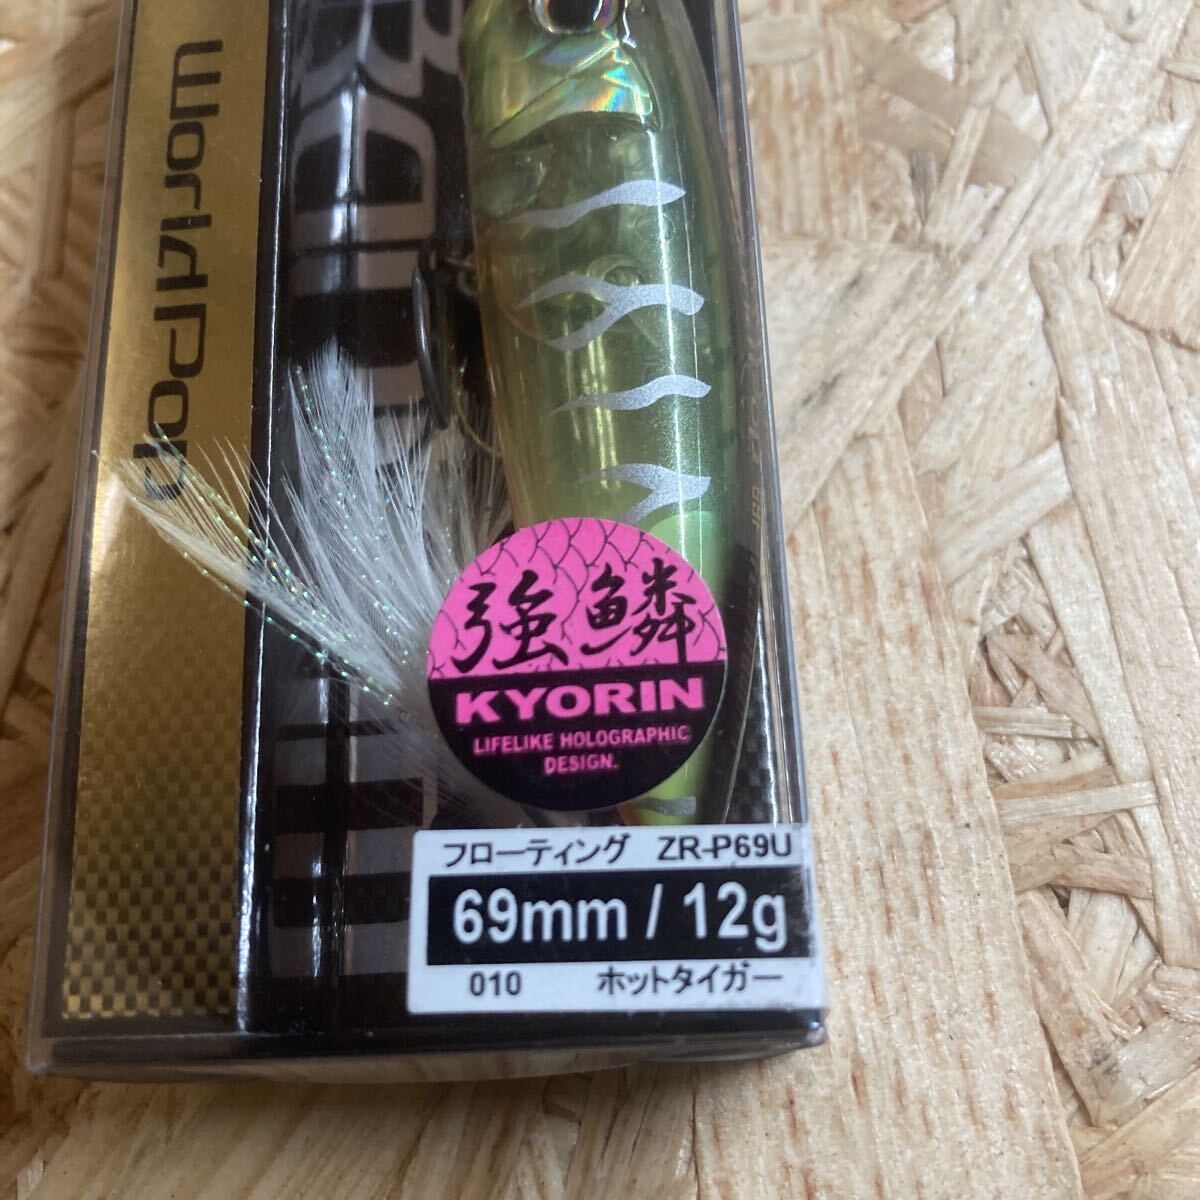 World Pop
強鱗
KYORIN
LIFELIKE HOLOGRAPHIC
DESIGN.
フローティング ZR-P69U
69mm / 12g
010 ホットタイガー